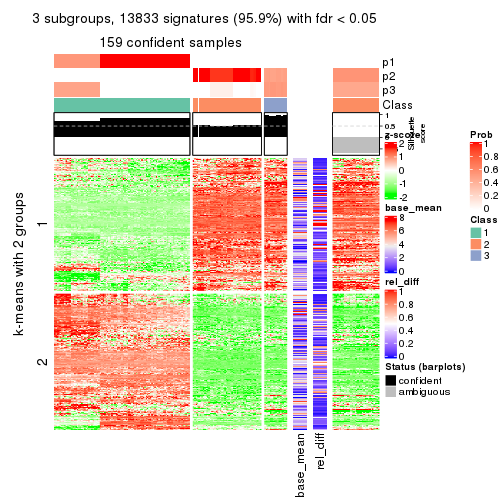 3 subgroups, 13833 signatures (95.9%) with fdr < 0.05
159 confident samples
p1
p2
p3
Class
1
0.5
0
Silhouette
score
k-means with 2 groups
1
2
base_mean
rel_diff
z-score
2
1
0
-1
-2
base_mean
8
6
4
2
0
rel_diff
1
0.8
0.6
0.4
0.2
0
Status (barplots)
confident
ambiguous
Prob
1
0.8
0.6
0.4
0.2
0
Class
1
2
3